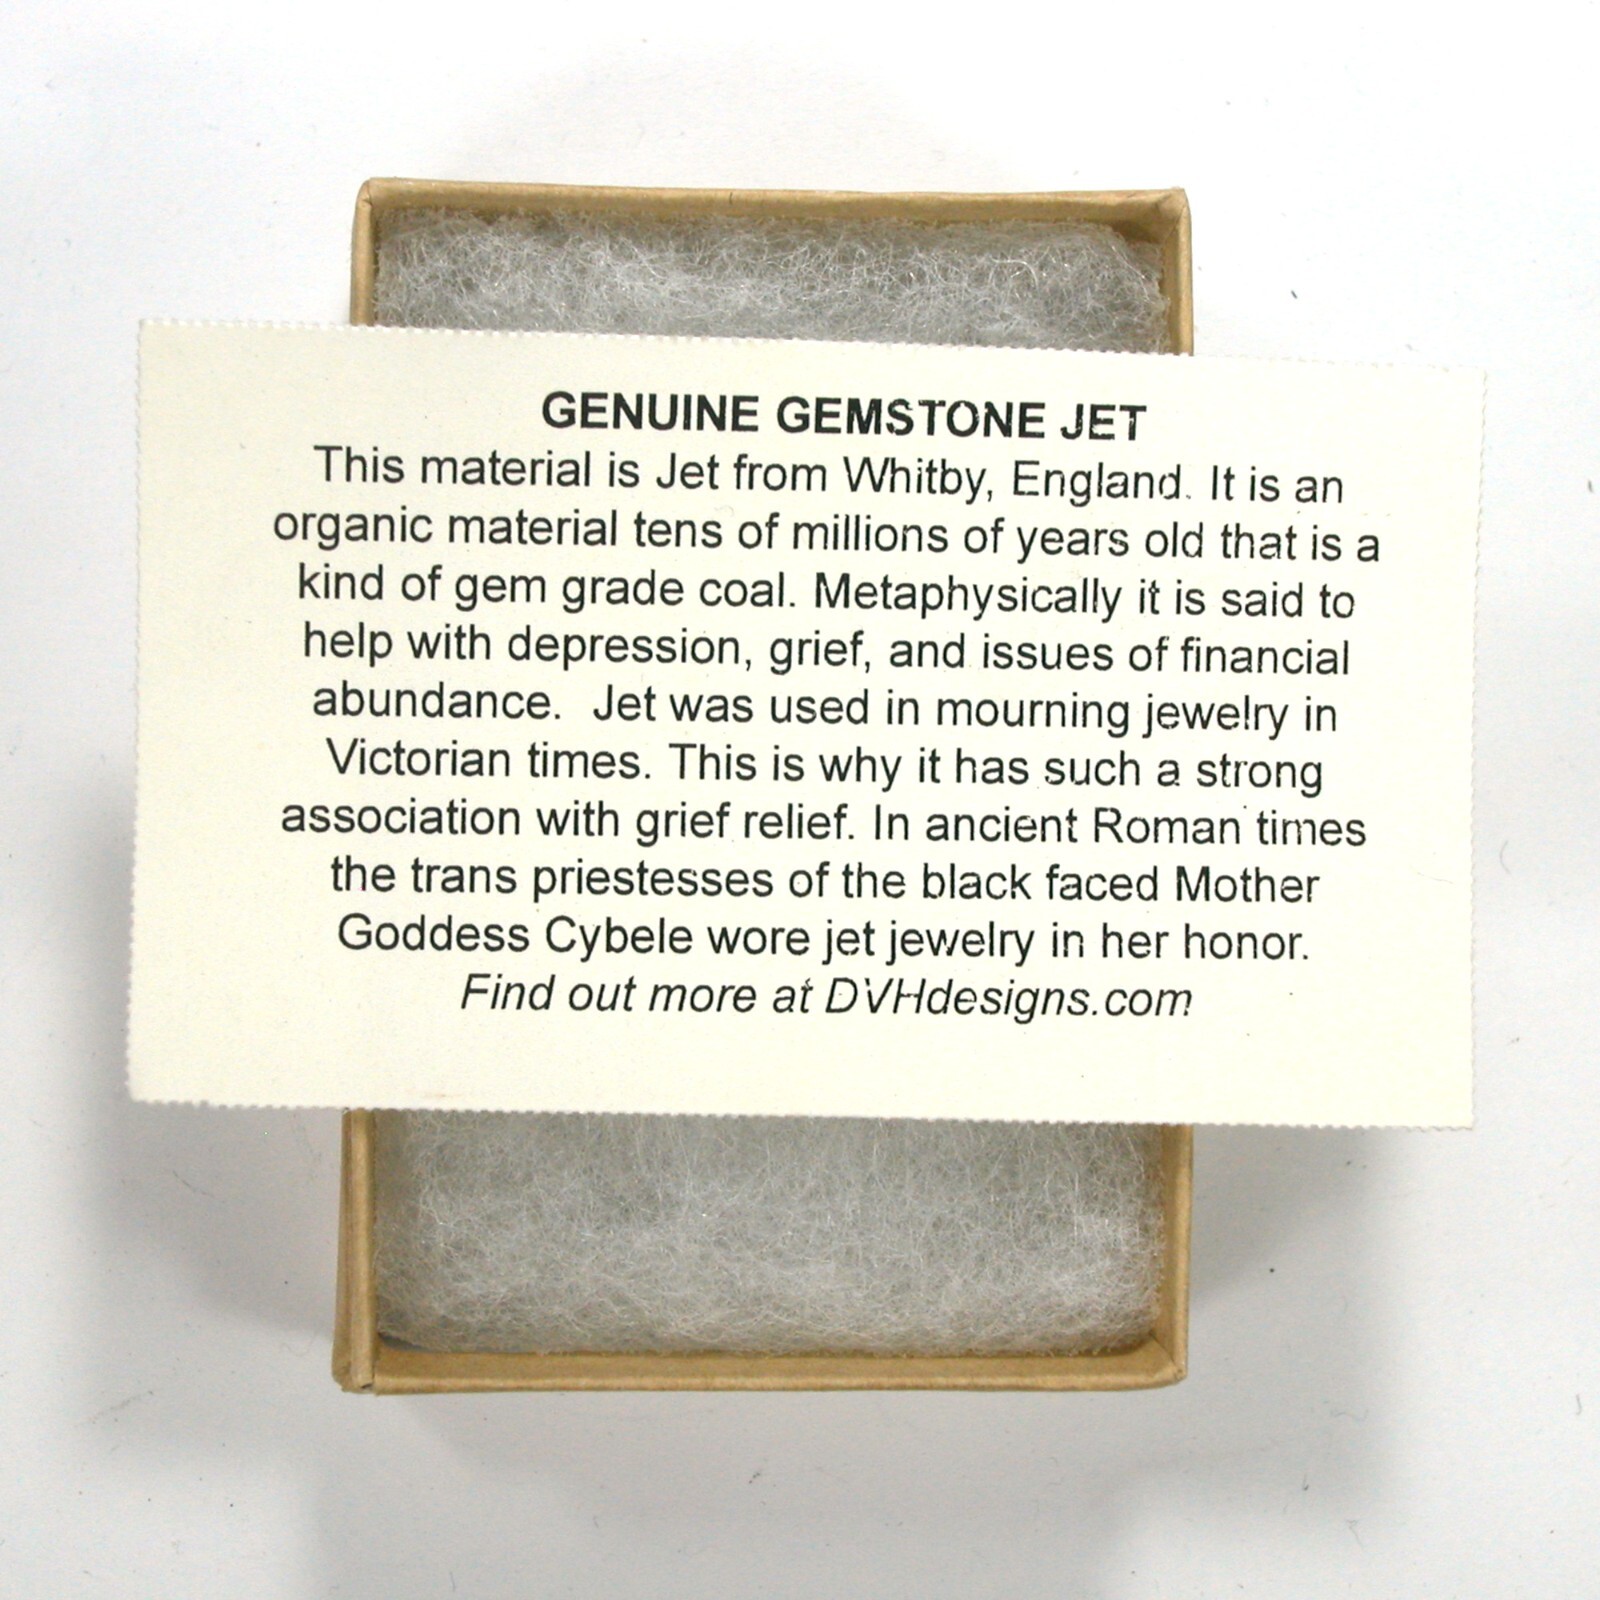 GENUINE GEMSTONE JET
This material is Jet from Whitby, England. It is an
organic material tens of millions of years old that is a
kind of gem grade coal. Metaphysically it is said to
help with depression, grief, and issues of financial
abundance.  Jet was used in mourning jewelry in
Victorian times. This is why it has such a strong
association with grief relief. In ancient Roman times
the trans priestesses of the black faced Mother
Goddess Cybele wore jet jewelry in her honor.
Find out more at DVHdesigns.com